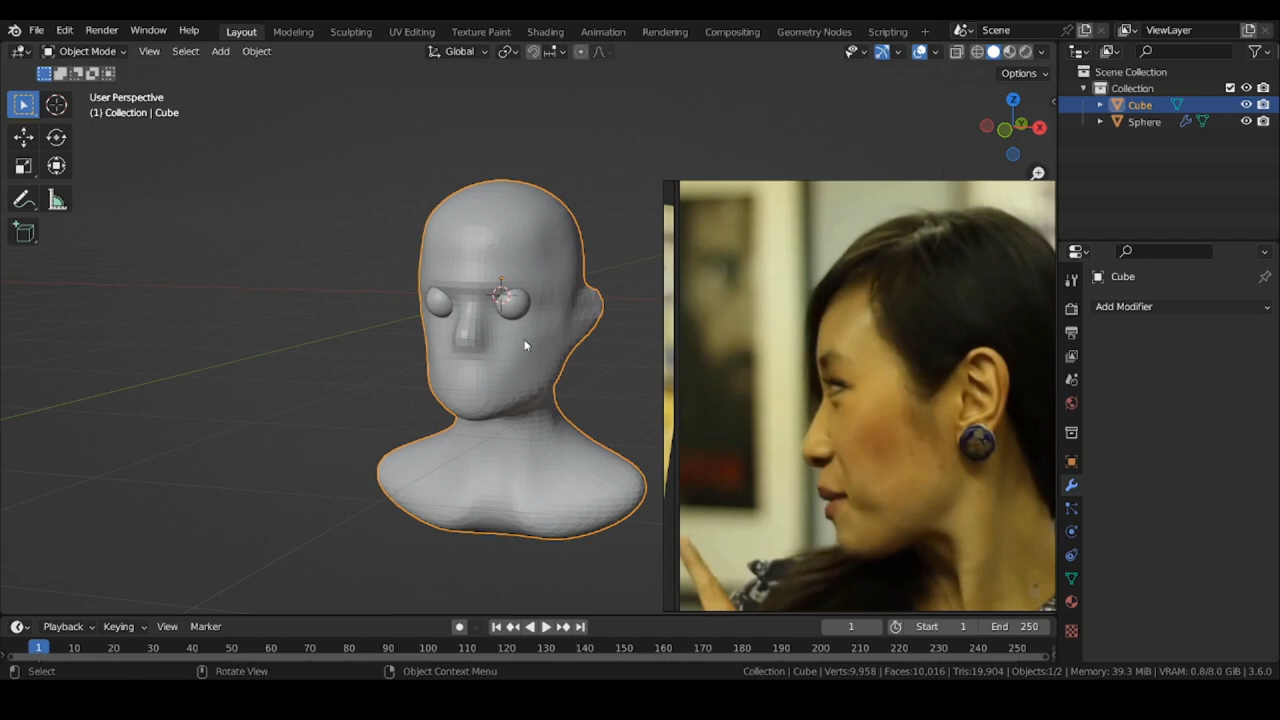 File Edit Render Window Help Layout Modeling Sculpting UV Editing Texture Paint Shading Animation Rendering Compositing Geometry Nodes Scripting + Scene ViewLayer
Object Mode View Select Add Object Global
Options
User Perspective
(1) Collection | Cube
Z
Y
X
Scene Collection
Collection
Cube
Sphere
Cube
Add Modifier
Playback Keying View Marker 1 Start 1 End 250
1 10 20 30 40 50 60 70 80 90 100 110 120 130 140 150 160 170 180 190 200 210 220 230 240 250
Select Rotate View Object Context Menu Collection | Cube | Verts:9,958 | Faces:10,016 | Tris:19,904 | Objects:1/2 | Memory: 39.3 MiB | VRAM: 0.8/8.0 GiB | 3.6.0